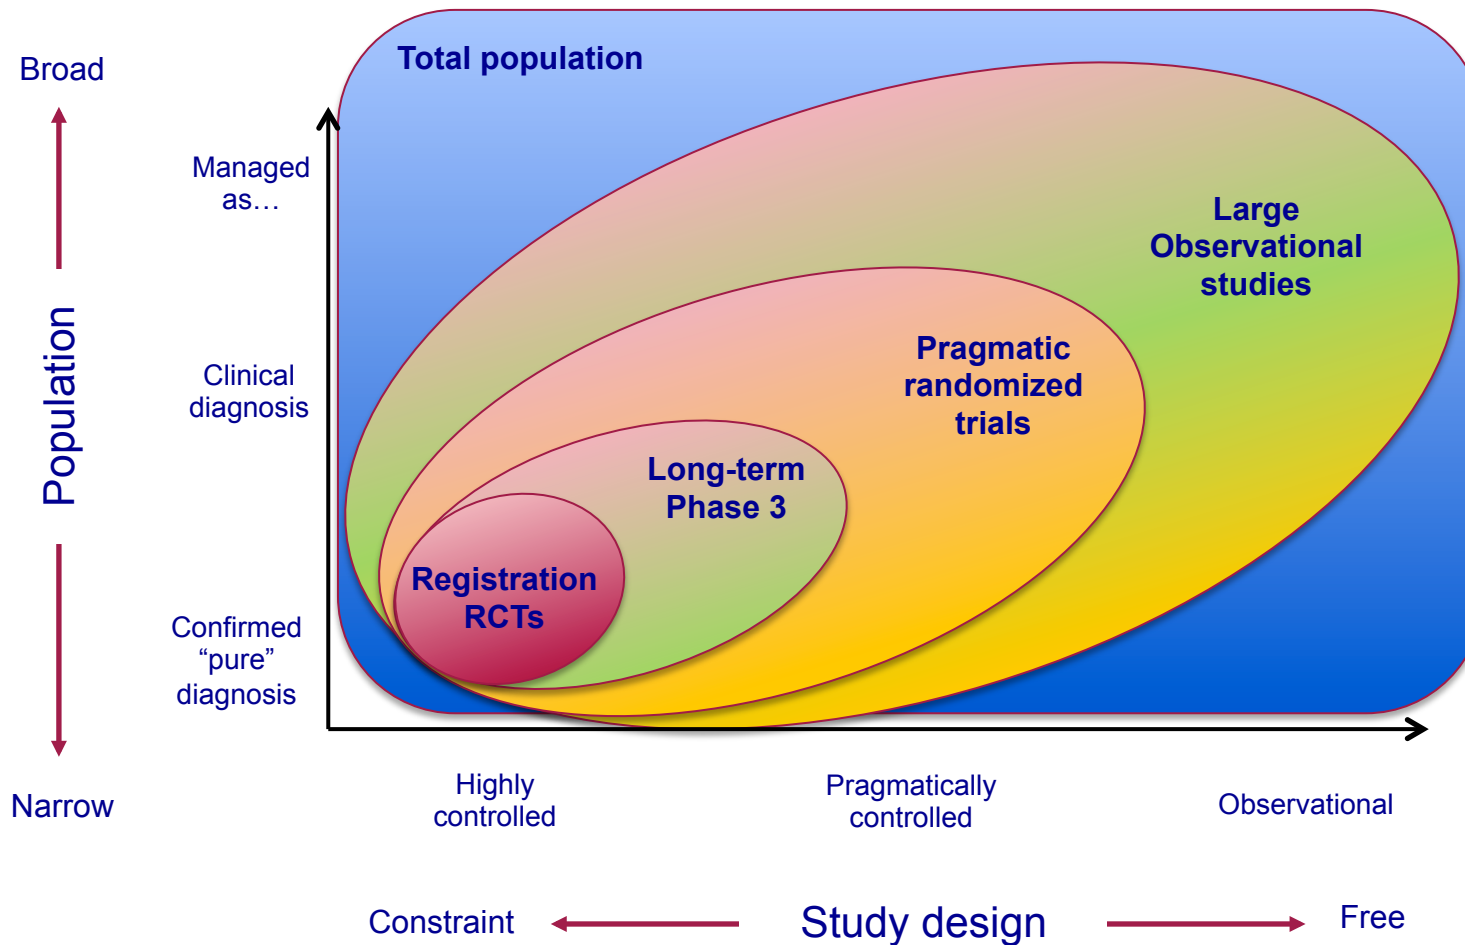 Total population
Broad
Managed
as…
Large
Observational
studies
Population
Clinical
diagnosis
Pragmatic
randomized
trials
Long-term
Phase 3
Registration
RCTs
Confirmed
“pure”
diagnosis
Narrow
Highly
controlled
Pragmatically
controlled
Observational
Constraint
Study design
Free